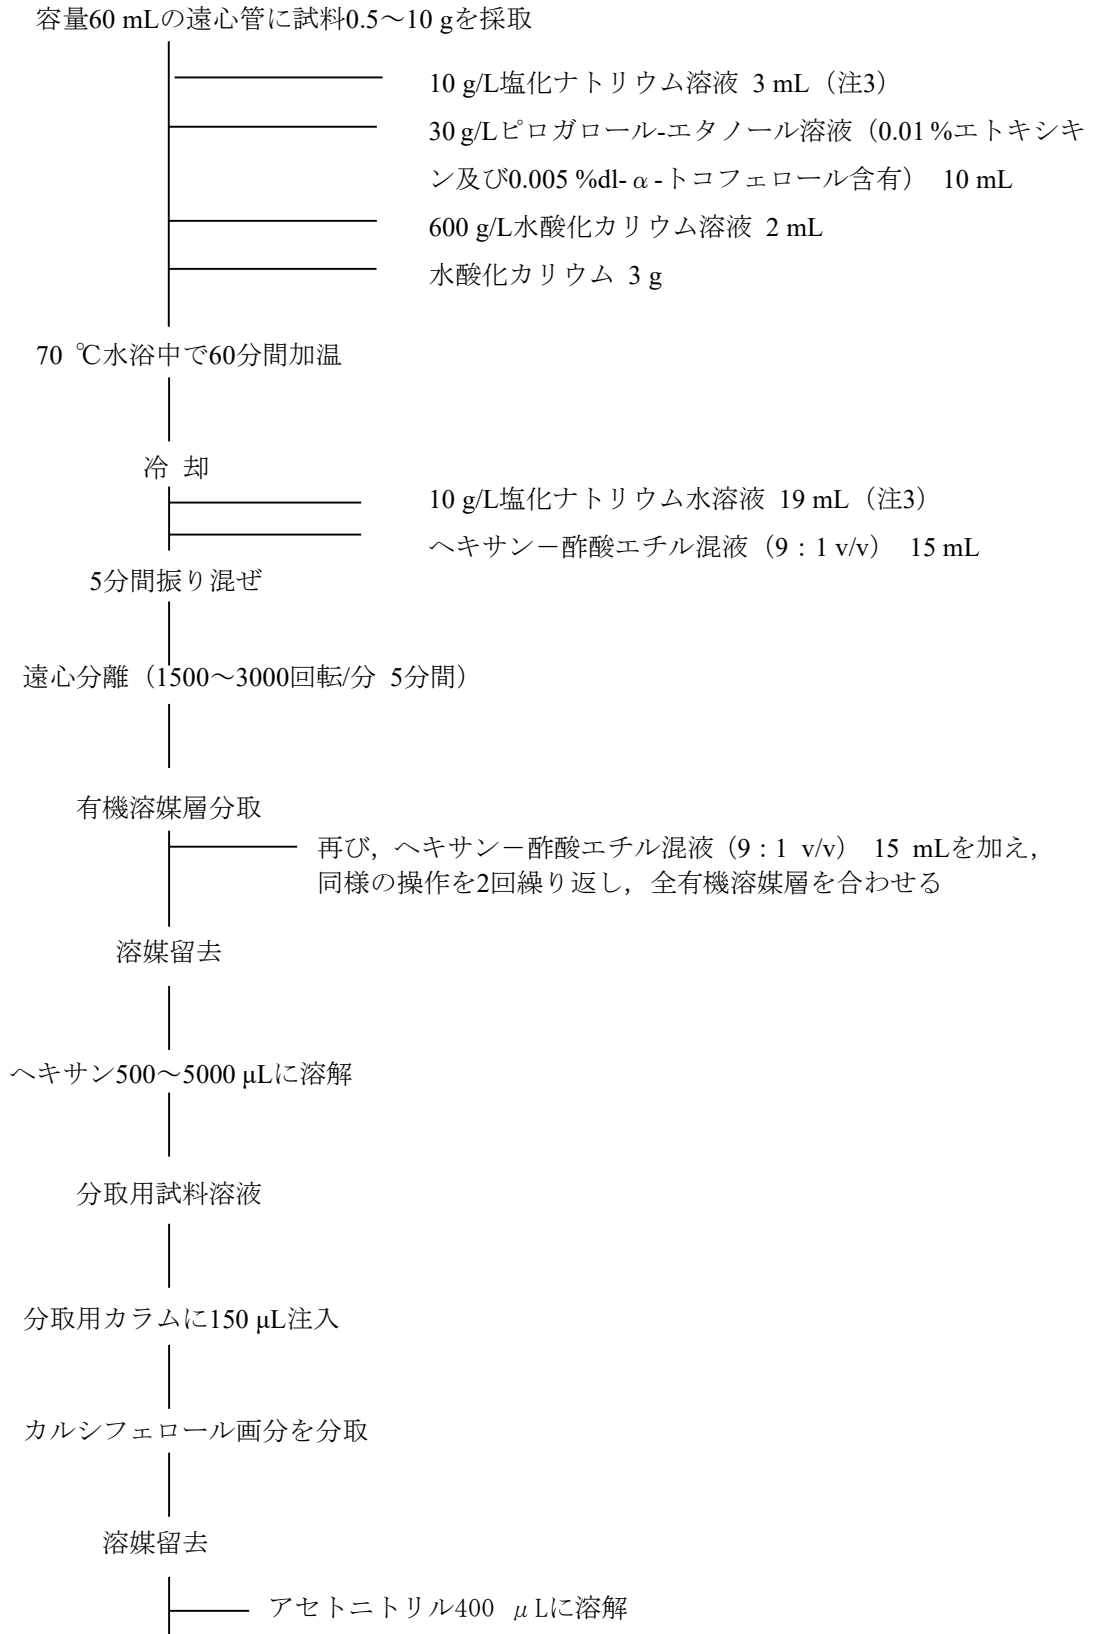 容量60 mLの遠心管に試料0.5～10 gを採取
10 g/L塩化ナトリウム溶液 3 mL（注3）
30 g/Lピロガロール-エタノール溶液（0.01 %エトキシキ
ン及び0.005 %dl-α-トコフェロール含有） 10 mL
600 g/L水酸化カリウム溶液 2 mL
水酸化カリウム 3 g
70 ℃水浴中で60分間加温
冷 却
10 g/L塩化ナトリウム水溶液 19 mL（注3）
ヘキサン－酢酸エチル混液（9：1 v/v） 15 mL
5分間振り混ぜ
遠心分離（1500～3000回転/分 5分間）
有機溶媒層分取
再び，ヘキサン－酢酸エチル混液（9：1 v/v） 15 mLを加え，
同様の操作を2回繰り返し，全有機溶媒層を合わせる
溶媒留去
ヘキサン500～5000 μLに溶解
分取用試料溶液
分取用カラムに150 μL注入
カルシフェロール画分を分取
溶媒留去
アセトニトリル400 μLに溶解